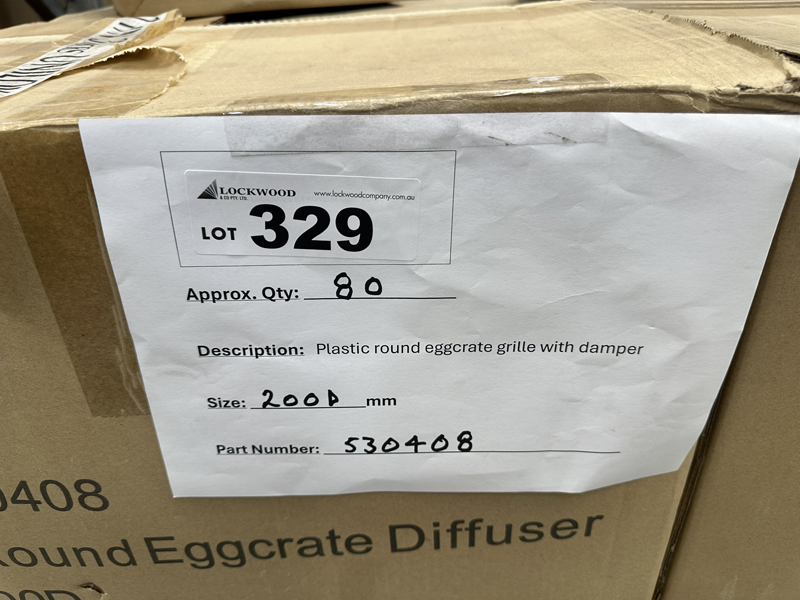 LOCKWOOD
& CO PTY. LTD.
www.lockwoodcompany.com.au
LOT 329
Approx. Qty: 80
Description: Plastic round eggcrate grille with damper
Size: 200D mm
Part Number: 530408
0408
ound Eggcrate Diffuser